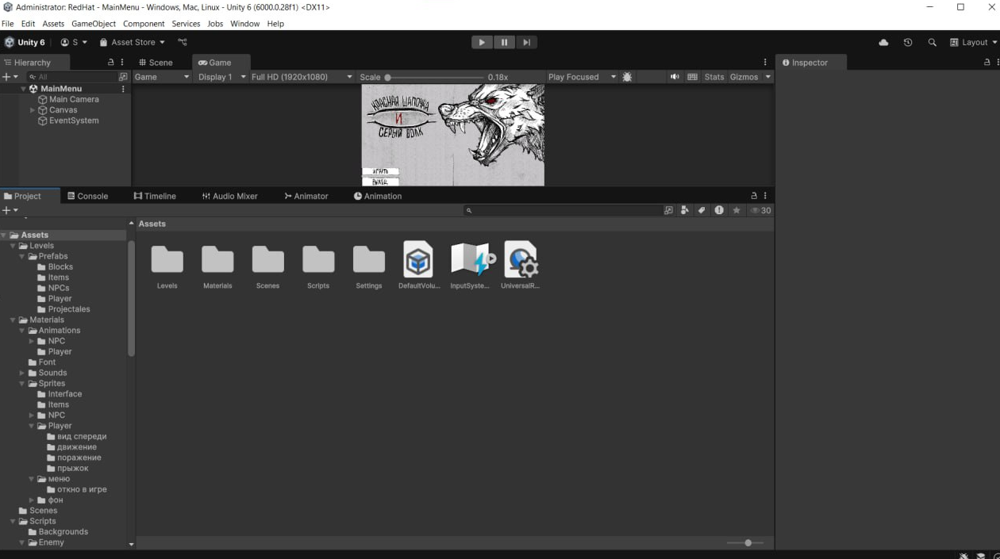 Administrator: RedHat - MainMenu - Windows, Mac, Linux - Unity 6 (6000.0.28f1) <DX11>
File Edit Assets GameObject Component Services Jobs Window Help
Unity 6 S Asset Store Layout
Hierarchy Scene Game Inspector
All Game Display 1 Full HD (1920x1080) Scale 0.18x Play Focused Stats Gizmos
MainMenu
Main Camera
Canvas
EventSystem
КРАСНАЯ ШАПОЧКА
И
СЕРЫЙ ВОЛК
ИГРАТЬ
ВЫХОД
Project Console Timeline Audio Mixer Animator Animation
30
Assets
Levels
Prefabs
Blocks
Items
NPCs
Player
Projectales
Materials
Animations
NPC
Player
Font
Sounds
Sprites
Interface
Items
NPC
Player
вид спереди
движение
поражение
прыжок
меню
откно в игре
фон
Scenes
Scripts
Backgrounds
Enemy
Assets
Levels Materials Scenes Scripts Settings DefaultVolu... InputSyste... UniversalR...